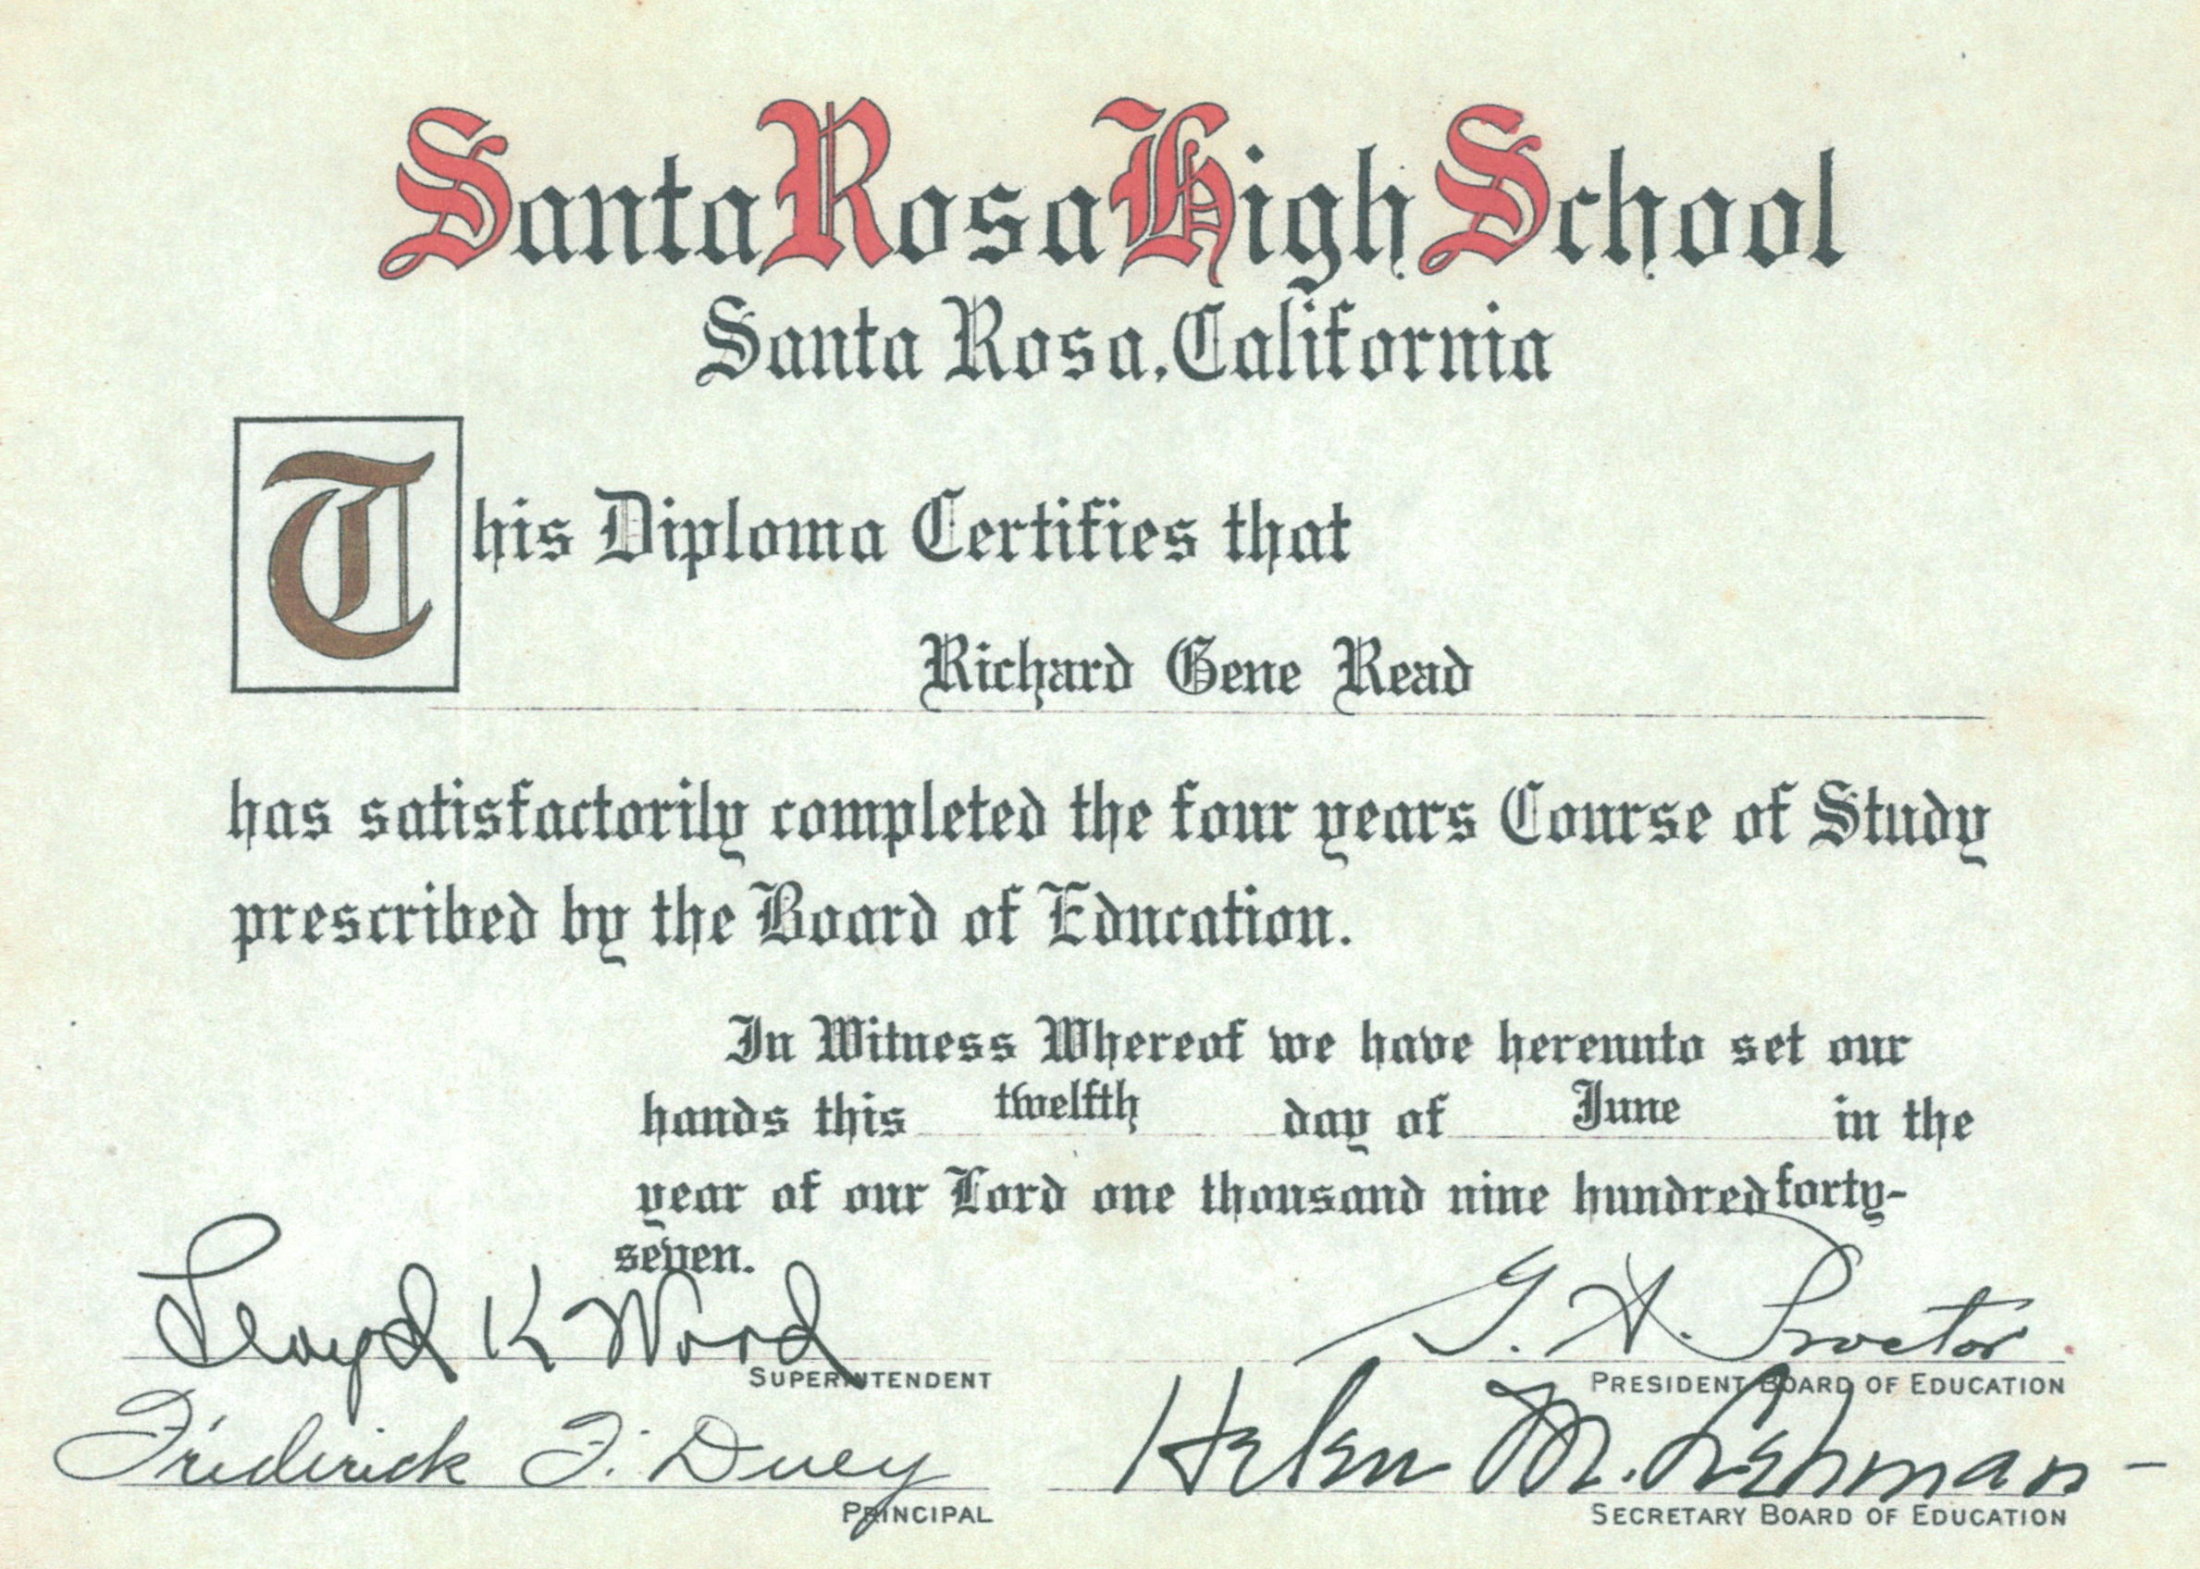 Santa Rosa High School
Santa Rosa, California
This Diploma Certifies that
Richard Gene Read
has satisfactorily completed the four years Course of Study
prescribed by the Board of Education.
In Witness Whereof we have hereunto set our
hands this twelfth day of June in the
year of our Lord one thousand nine hundred forty-
seven.
Lloyd K Wood
SUPERINTENDENT
G. A. Proctor
PRESIDENT BOARD OF EDUCATION
Frederick F. Duey
PRINCIPAL
Helen M. Lehman
SECRETARY BOARD OF EDUCATION